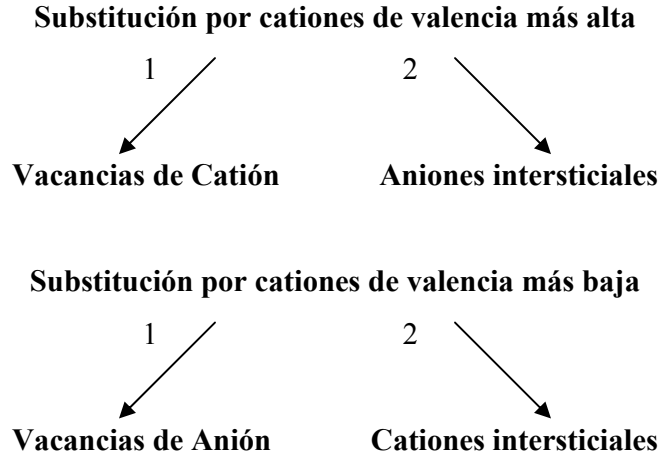 Substitución por cationes de valencia más alta
1 2
Vacancias de Catión Aniones intersticiales
Substitución por cationes de valencia más baja
1 2
Vacancias de Anión Cationes intersticiales